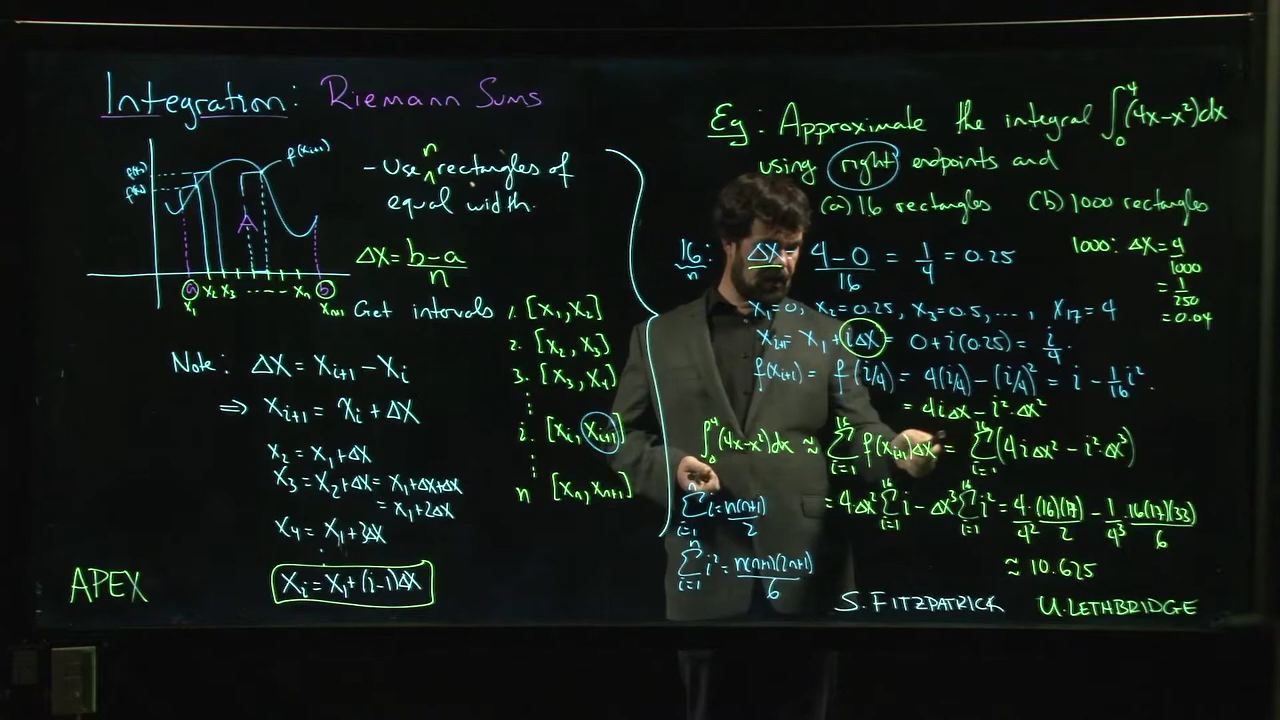 Integration: Riemann Sums
f(xᵢ₊₁)
A
a
b
x₁ x₂ x₃ ..... xₙ xₙ₊₁
- Use n rectangles of
equal width.
Δx = (b-a)/n
Get intervals 1. [x₁, x₂]
2. [x₂, x₃]
3. [x₃, x₄]
i. [xᵢ, xᵢ₊₁]
n [xₙ, xₙ₊₁]
Note: Δx = xᵢ₊₁ - xᵢ
⇒ xᵢ₊₁ = xᵢ + Δx
x₂ = x₁ + Δx
x₃ = x₂ + Δx = x₁ + Δx + Δx
= x₁ + 2Δx
x₄ = x₁ + 3Δx
xᵢ = x₁ + (i-1)Δx
APEX
Eg: Approximate the integral ∫₀⁴ (4x-x²)dx
using right endpoints and
(a) 16 rectangles (b) 1000 rectangles
16/n: Δx = (4-0)/16 = 1/4 = 0.25
1000: Δx = 4/1000
= 1/250
= 0.04
x₁=0, x₂=0.25, x₃=0.5, ..., x₁₇=4
xᵢ₊₁ = x₁ + iΔx = 0 + i(0.25) = i/4.
f(xᵢ₊₁) = f(i/4) = 4(i/4) - (i/4)² = i - 1/16 i².
= 4iΔx - i²·Δx²
∫₀⁴ (4x-x²)dx ≈ Σᵢ₌₁¹⁶ f(xᵢ₊₁)Δx = Σᵢ₌₁¹⁶ (4iΔx² - i²·Δx³)
= 4Δx² Σᵢ₌₁¹⁶ i - Δx³ Σᵢ₌₁¹⁶ i² = 4/4² · (16)(17)/2 - 1/4³ · 16(17)(33)/6
≈ 10.625
Σᵢ₌₁ⁿ i = n(n+1)/2
Σᵢ₌₁ⁿ i² = n(n+1)(2n+1)/6
S. FITZPATRICK U. LETHBRIDGE